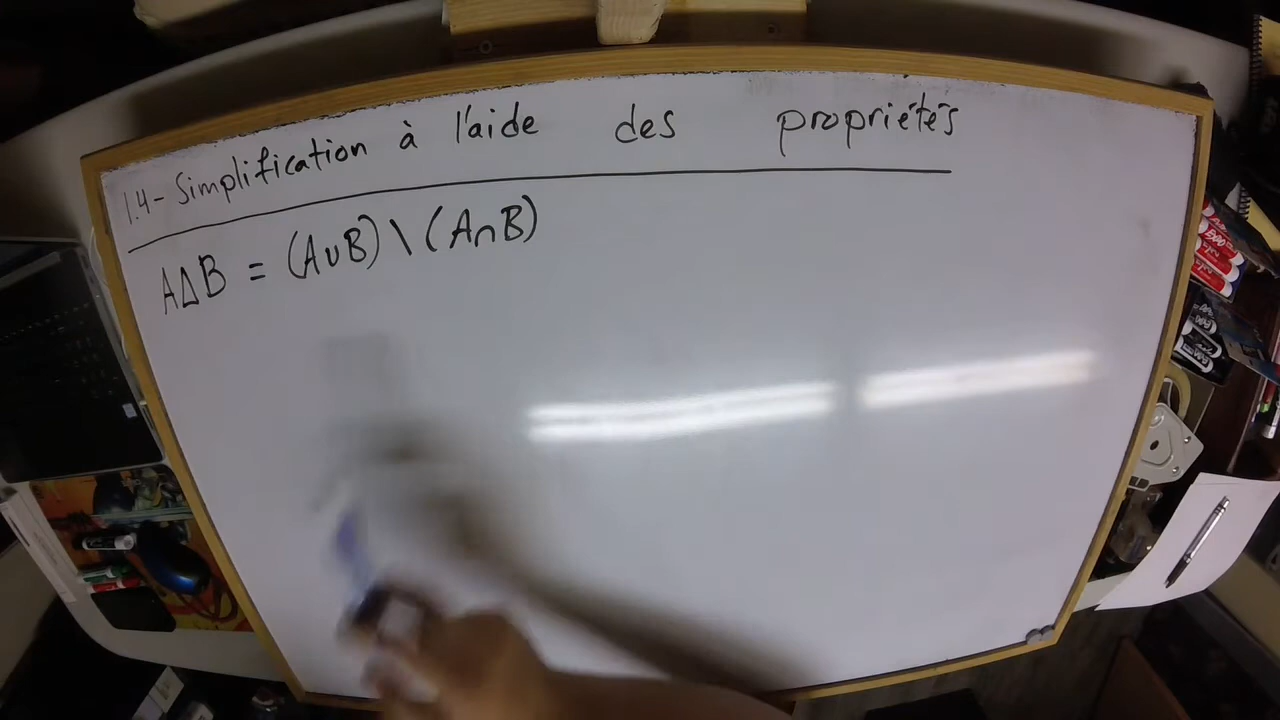 1.4- Simplification à l'aide des propriétés
A∆B = (A∪B) \ (A∩B)